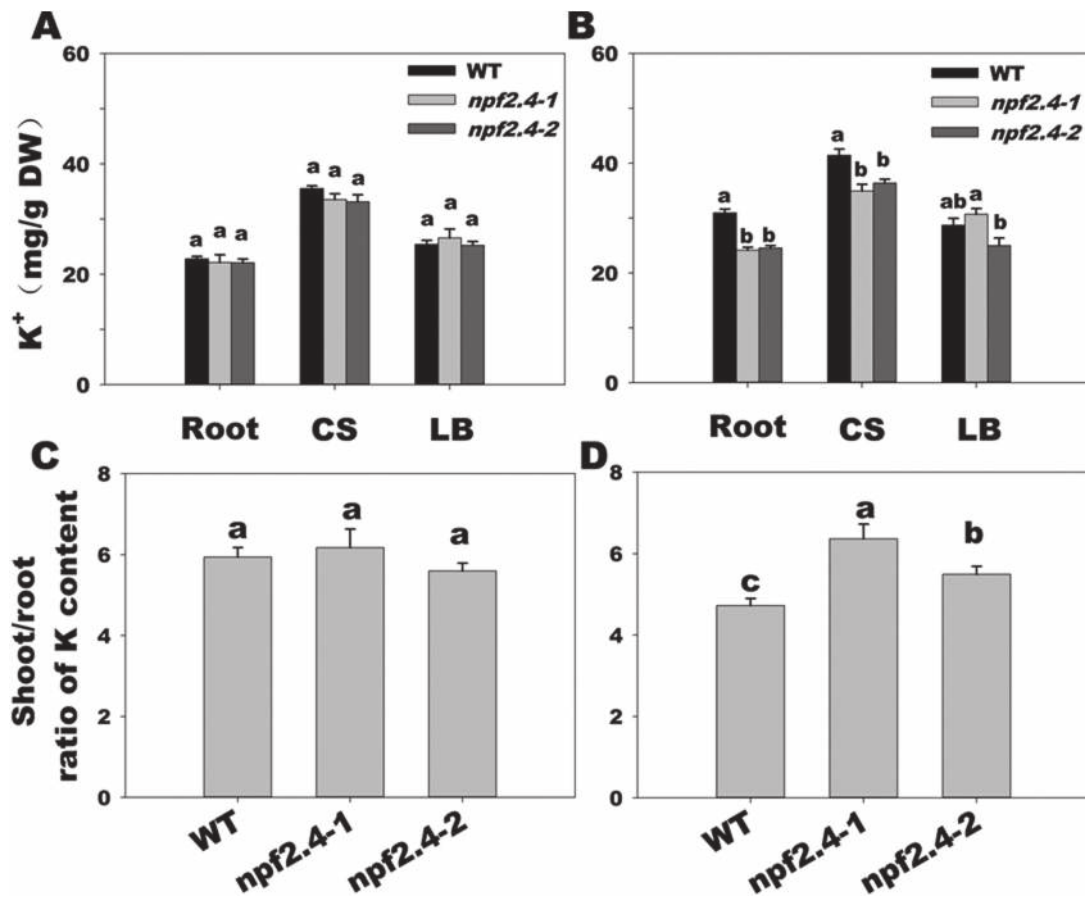 A
K⁺ (mg/g DW)
60
40
20
0
WT
npf2.4-1
npf2.4-2
a a a
a a a
a a a
Root CS LB
B
60
40
20
0
WT
npf2.4-1
npf2.4-2
a b b
a b b
ab a b
Root CS LB
C
Shoot/root
ratio of K content
8
6
4
2
0
a a a
WT npf2.4-1 npf2.4-2
D
8
6
4
2
0
c a b
WT npf2.4-1 npf2.4-2